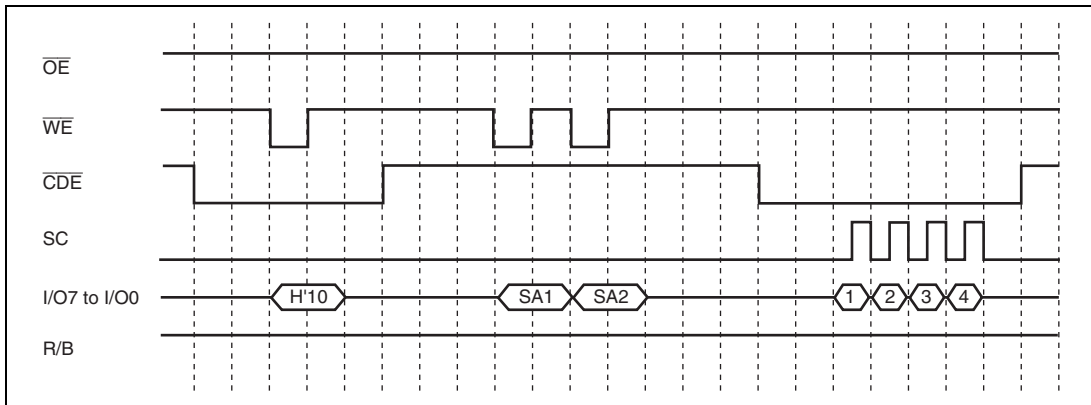 OE
WE
CDE
SC
I/O7 to I/O0 H'10 SA1 SA2 1 2 3 4
R/B